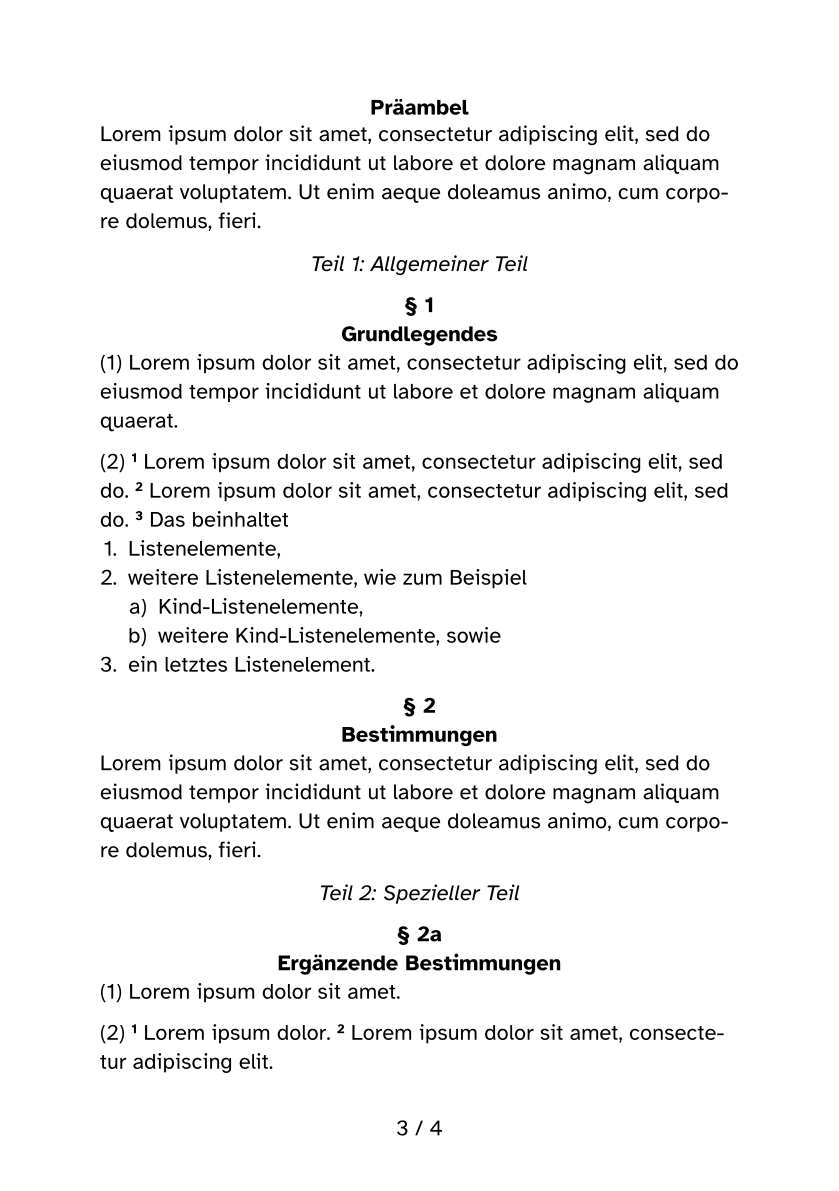 Präambel
Lorem ipsum dolor sit amet, consectetur adipiscing elit, sed do
eiusmod tempor incididunt ut labore et dolore magnam aliquam
quaerat voluptatem. Ut enim aeque doleamus animo, cum corpo-
re dolemus, fieri.
Teil 1: Allgemeiner Teil
§ 1
Grundlegendes
(1) Lorem ipsum dolor sit amet, consectetur adipiscing elit, sed do
eiusmod tempor incididunt ut labore et dolore magnam aliquam
quaerat.
(2) ¹ Lorem ipsum dolor sit amet, consectetur adipiscing elit, sed
do. ² Lorem ipsum dolor sit amet, consectetur adipiscing elit, sed
do. ³ Das beinhaltet
1. Listenelemente,
2. weitere Listenelemente, wie zum Beispiel
a) Kind-Listenelemente,
b) weitere Kind-Listenelemente, sowie
3. ein letztes Listenelement.
§ 2
Bestimmungen
Lorem ipsum dolor sit amet, consectetur adipiscing elit, sed do
eiusmod tempor incididunt ut labore et dolore magnam aliquam
quaerat voluptatem. Ut enim aeque doleamus animo, cum corpo-
re dolemus, fieri.
Teil 2: Spezieller Teil
§ 2a
Ergänzende Bestimmungen
(1) Lorem ipsum dolor sit amet.
(2) ¹ Lorem ipsum dolor. ² Lorem ipsum dolor sit amet, consecte-
tur adipiscing elit.
3 / 4